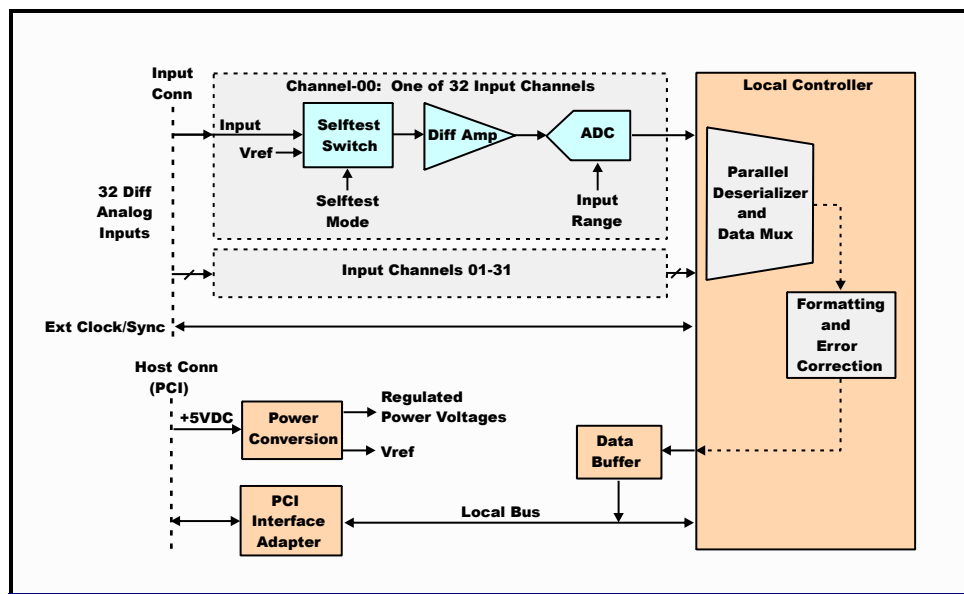 Input
Conn
Channel-00:  One of 32 Input Channels
Local Controller
Input
Vref
Selftest
Switch
Diff Amp
ADC
Selftest
Mode
Input
Range
32 Diff
Analog
Inputs
Parallel
Deserializer
and
Data Mux
Input Channels 01-31
Ext Clock/Sync
Formatting
and
Error
Correction
Host Conn
(PCI)
+5VDC
Power
Conversion
Regulated
Power Voltages
Vref
Data
Buffer
PCI
Interface
Adapter
Local Bus